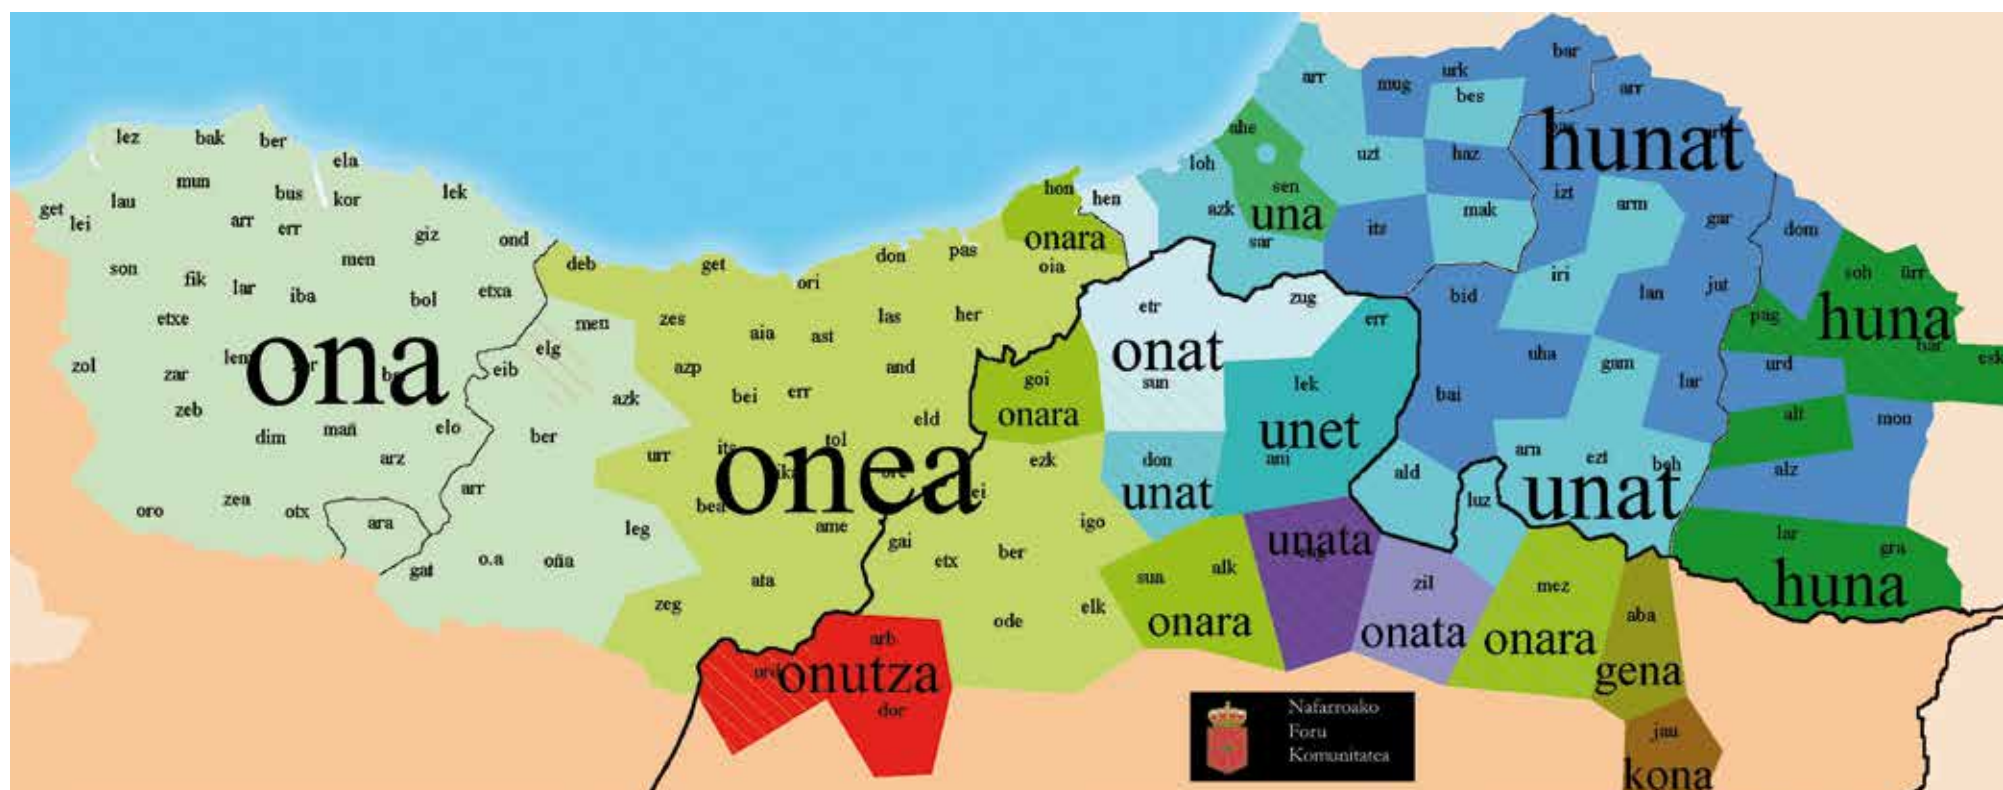 bar
arr
mug
urk
bes
arr
hunat
lez
bak
ber
ahe
ela
loh
uzt
haz
mun
bus
kor
lek
hon
hen
sen
izt
arm
get
lei
lau
arr
err
azk
una
mak
gar
giz
ond
onara
sar
its
dom
son
men
deb
get
don
pas
oia
fik
lar
iba
bol
etxa
ori
etr
zug
bid
iri
lan
jut
soh
ürr
etxe
men
zes
aia
ast
las
her
err
pag
huna
bar
ona
elg
onat
uha
esk
zol
zar
eib
azp
and
goi
sun
lek
gam
lar
urd
zeb
azk
bei
err
onara
bai
alt
mon
dim
mañ
elo
ber
eld
unet
arz
urr
tol
ezk
don
ald
arn
ezt
beh
alz
onea
unat
luz
unat
oro
zea
otx
ara
arr
leg
ame
igo
gai
unata
lar
gra
gat
o.a
oña
ata
etx
ber
sua
alk
zil
mez
huna
zeg
ode
elk
onara
onata
onara
aba
arb
onutza
gena
dor
Nafarroako
Foru
Komunitatea
jau
kona